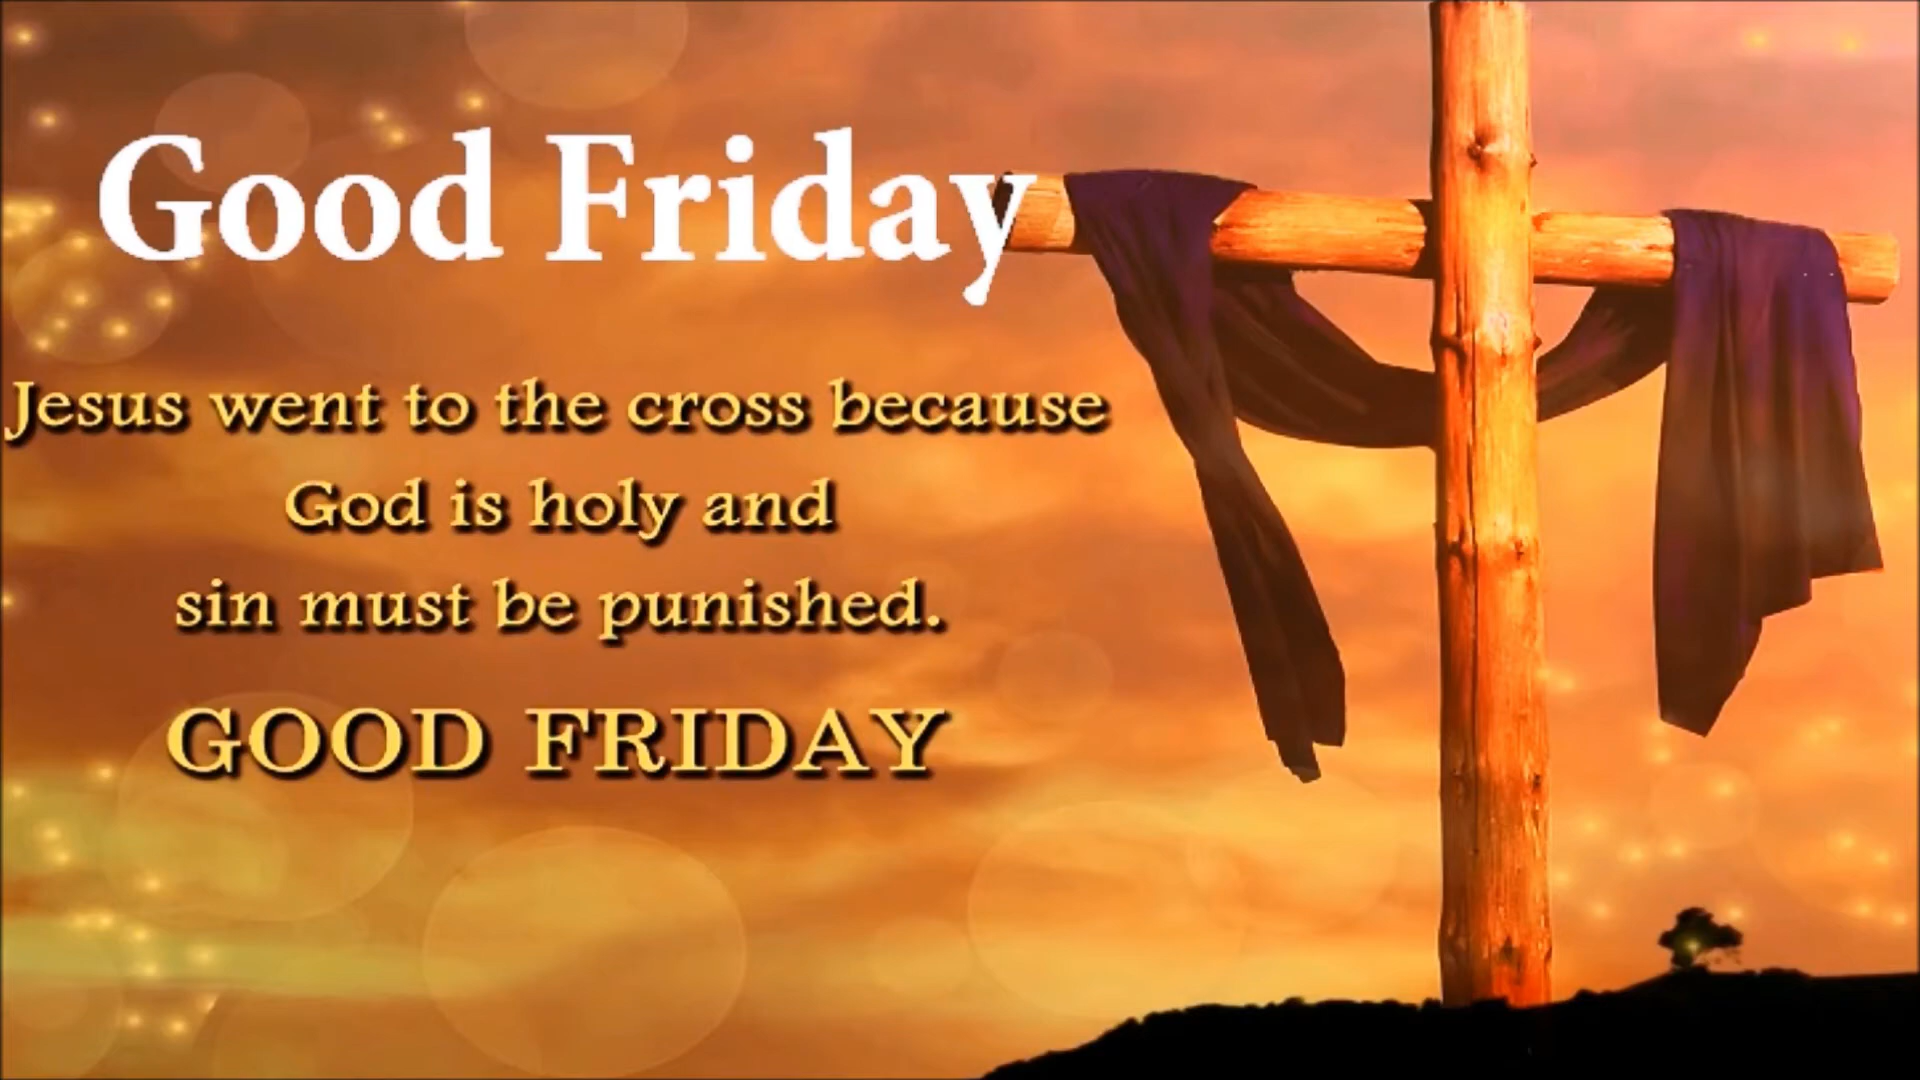 Good Friday
Jesus went to the cross because
God is holy and
sin must be punished.
GOOD FRIDAY